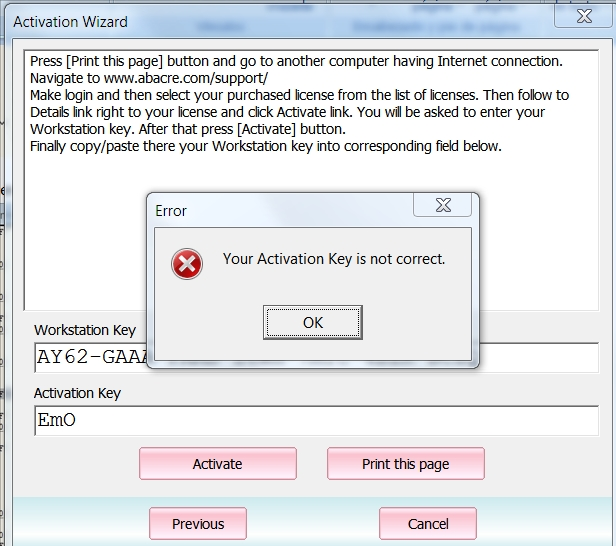 Activation Wizard
Press [Print this page] button and go to another computer having Internet connection.
Navigate to www.abacre.com/support/
Make login and then select your purchased license from the list of licenses. Then follow to
Details link right to your license and click Activate link. You will be asked to enter your
Workstation key. After that press [Activate] button.
Finally copy/paste there your Workstation key into corresponding field below.
Error
Your Activation Key is not correct.
OK
Workstation Key
AY62-GAAA
Activation Key
EmO
Activate
Print this page
Previous
Cancel